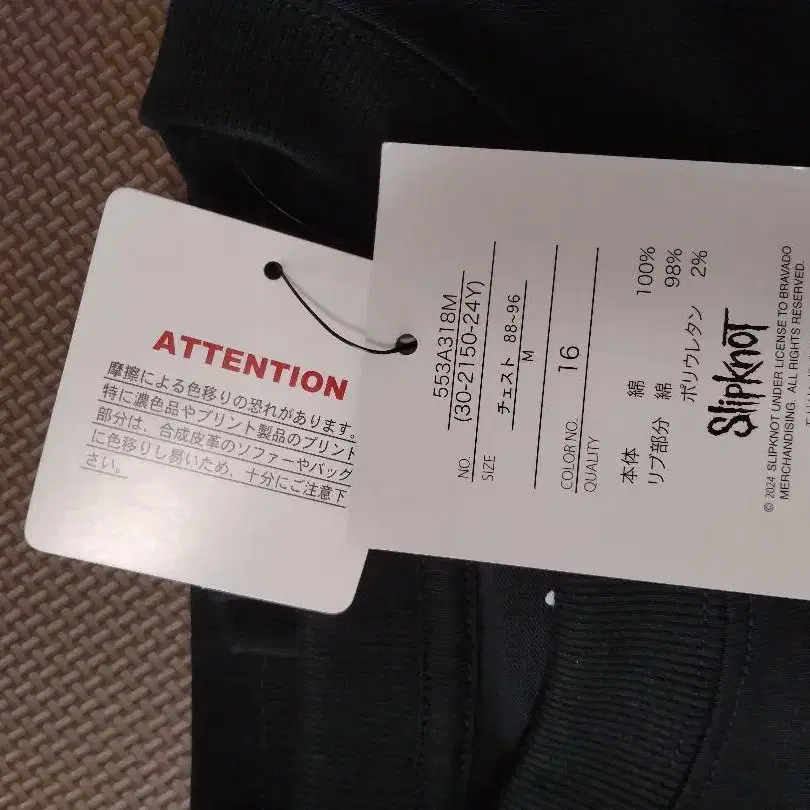 ATTENTION
摩擦による色移りの恐れがあります。
特に濃色品やプリント製品のプリント
部分は、合成皮革のソファーやバッグ
に色移りし易いため、十分にご注意下
さい。
NO. 553A318M
(30-2150-24Y)
SIZE チェスト 88~96
M
COLOR NO. 16
QUALITY
本体 綿 100%
リブ部分 綿 98%
ポリウレタン 2%
SlipKnoT
© 2024 SLIPKNOT UNDER LICENSE TO BRAVADO
MERCHANDISING. ALL RIGHTS RESERVED.